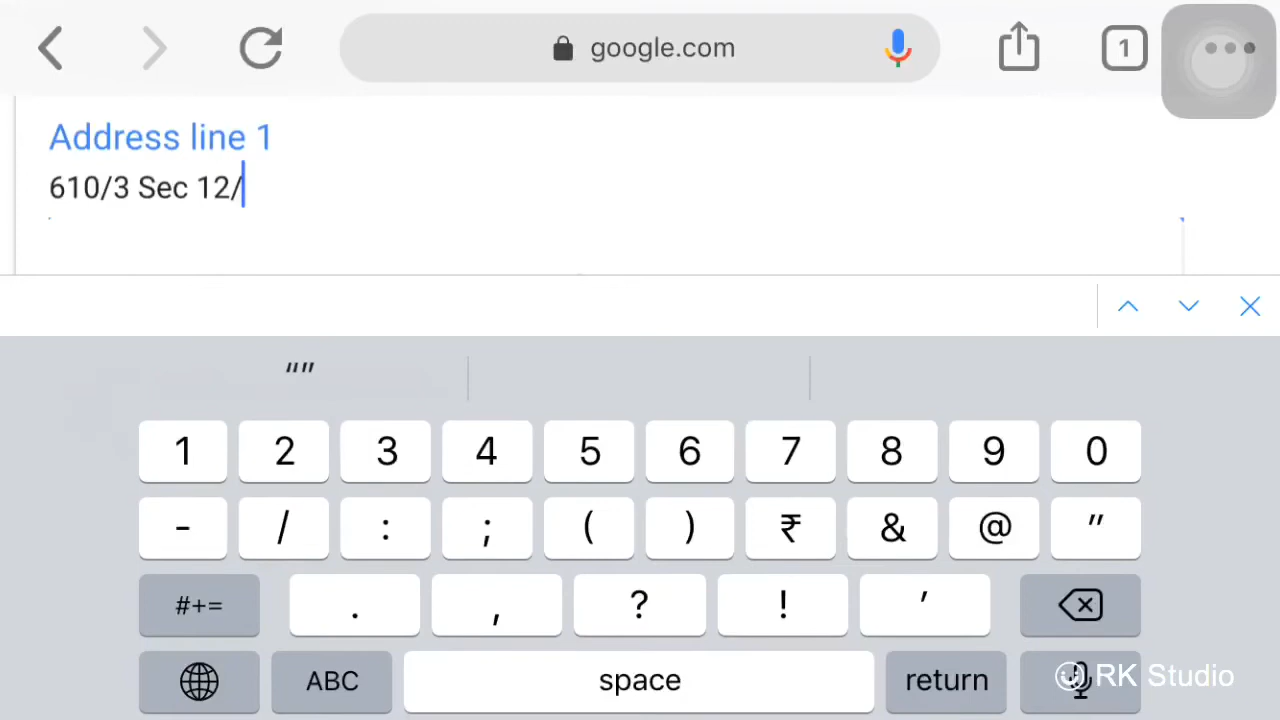 google.com
1
Address line 1
610/3 Sec 12/
“”
1 2 3 4 5 6 7 8 9 0
- / : ; ( ) ₹ & @ ”
#+= . , ? ! ’
ABC space return
RK Studio